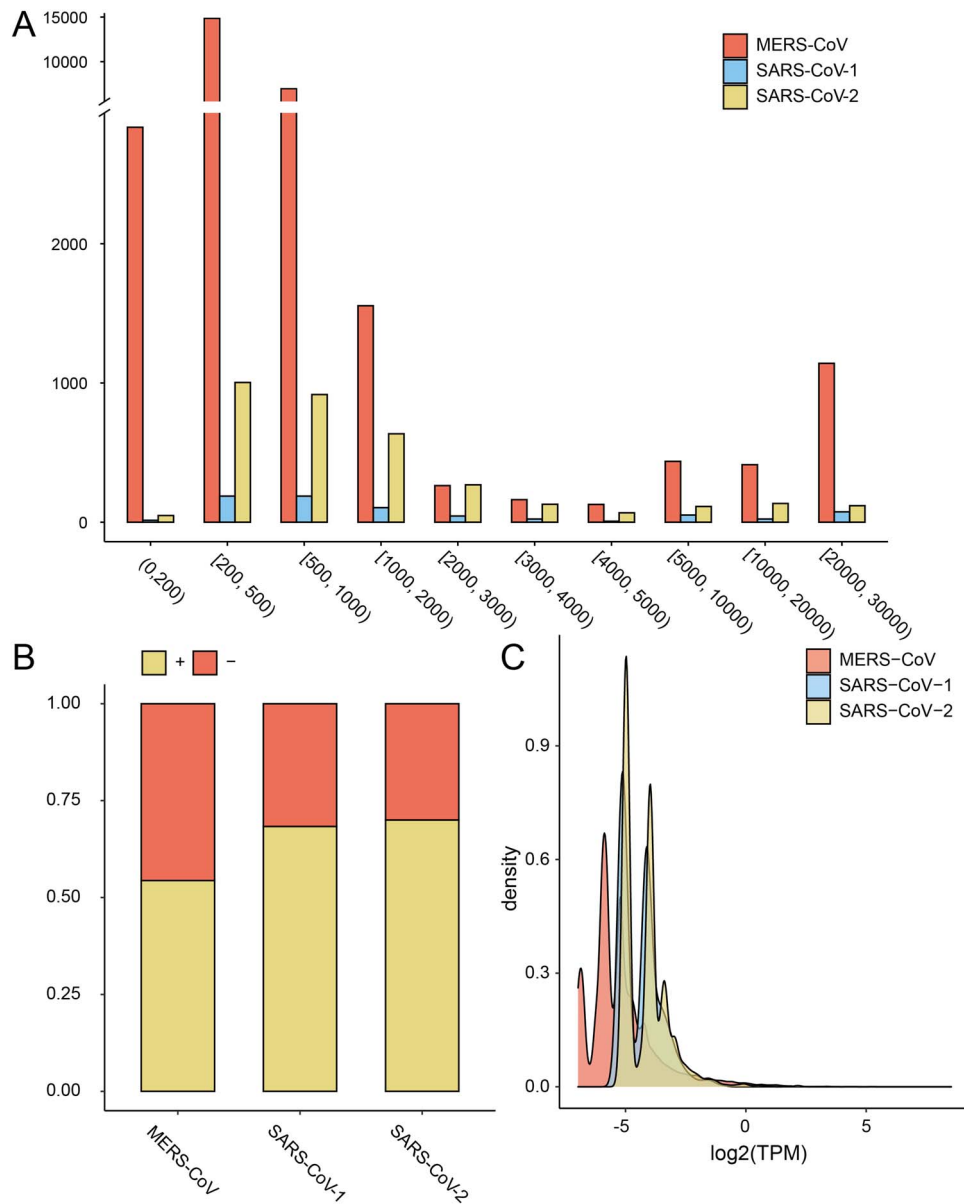 A
15000
10000
2000
1000
0
MERS-CoV
SARS-CoV-1
SARS-CoV-2
(0,200)
[200, 500)
[500, 1000)
[1000, 2000)
[2000, 3000)
[3000, 4000)
[4000, 5000)
[5000, 10000)
[10000, 20000)
[20000, 30000)
B
+ −
1.00
0.75
0.50
0.25
0.00
MERS-CoV
SARS-CoV-1
SARS-CoV-2
C
MERS−CoV
SARS−CoV−1
SARS−CoV−2
density
0.9
0.6
0.3
0.0
-5 0 5
log2(TPM)